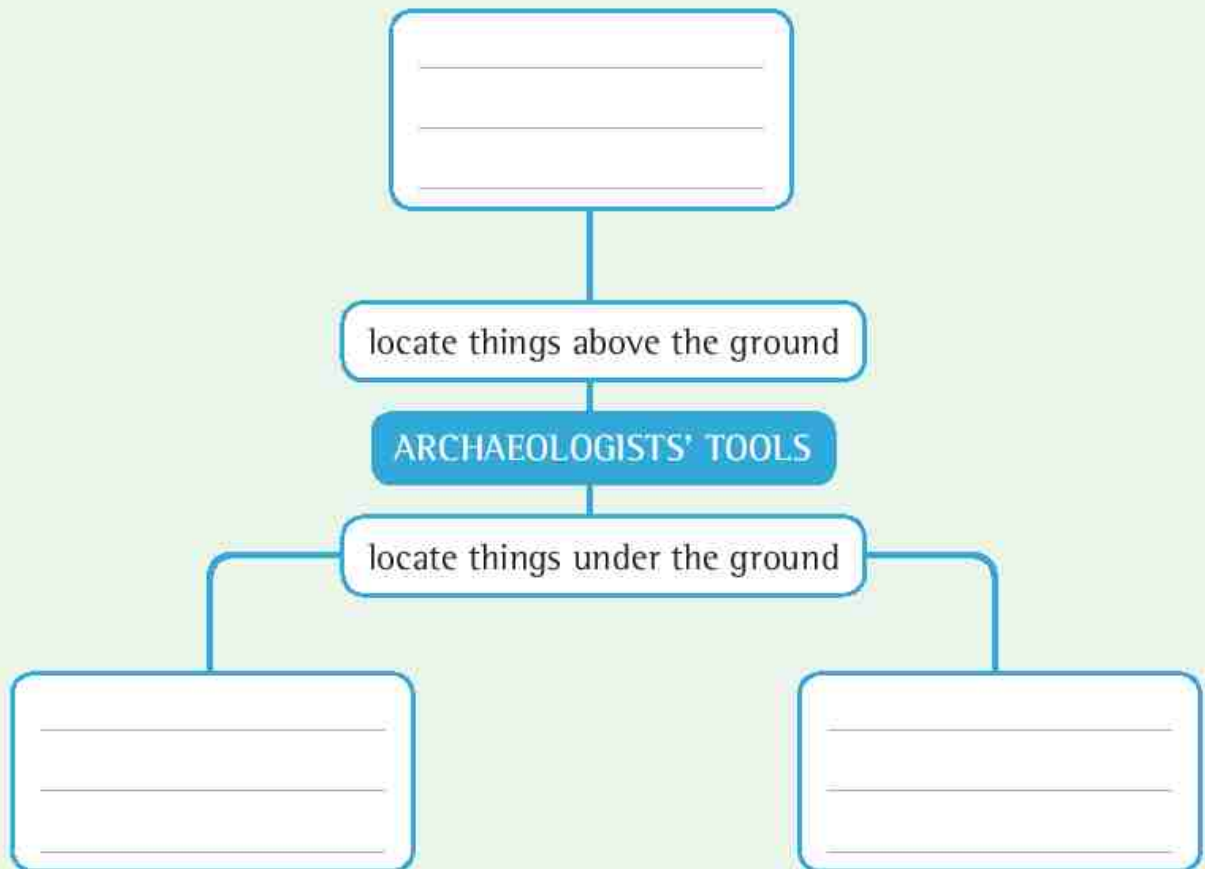 locate things above the ground
ARCHAEOLOGISTS' TOOLS
locate things under the ground